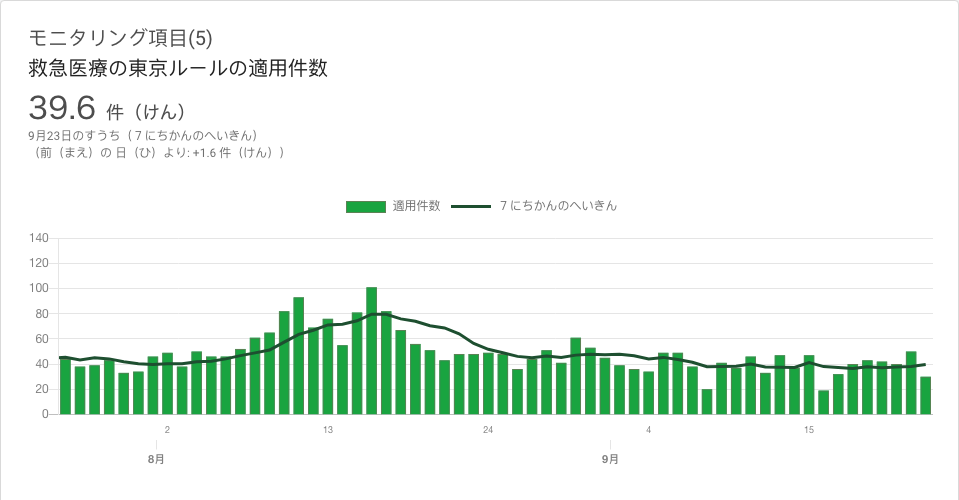 モニタリング項目(5)
救急医療の東京ルールの適用件数
39.6 件（けん）
9月23日のすうち（７にちかんのへいきん）
（前（まえ）の 日（ひ）より: +1.6 件（けん））
適用件数 ７にちかんのへいきん
140
120
100
80
60
40
20
0
2 13 24 4 15
8月 9月